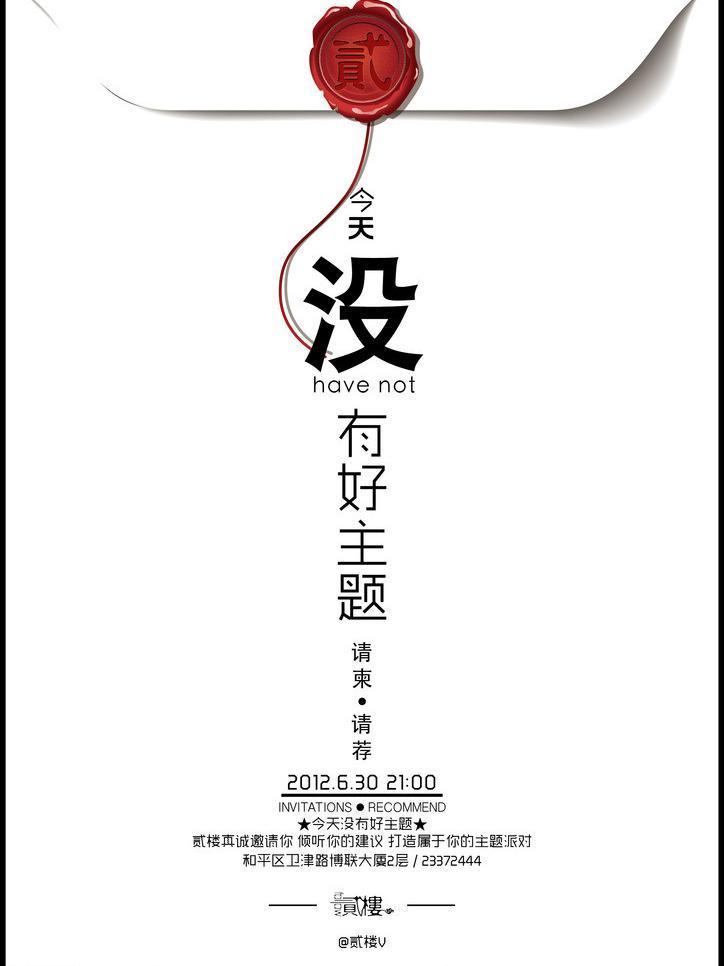 貳
今
天
没
have not
有
好
主
题
请
柬
●
请
荐
2012.6.30 21:00
INVITATIONS ● RECOMMEND
★今天没有好主题★
贰楼真诚邀请你 倾听你的建议 打造属于你的主题派对
和平区卫津路博联大厦2层 / 23372444
貳樓
@贰楼V